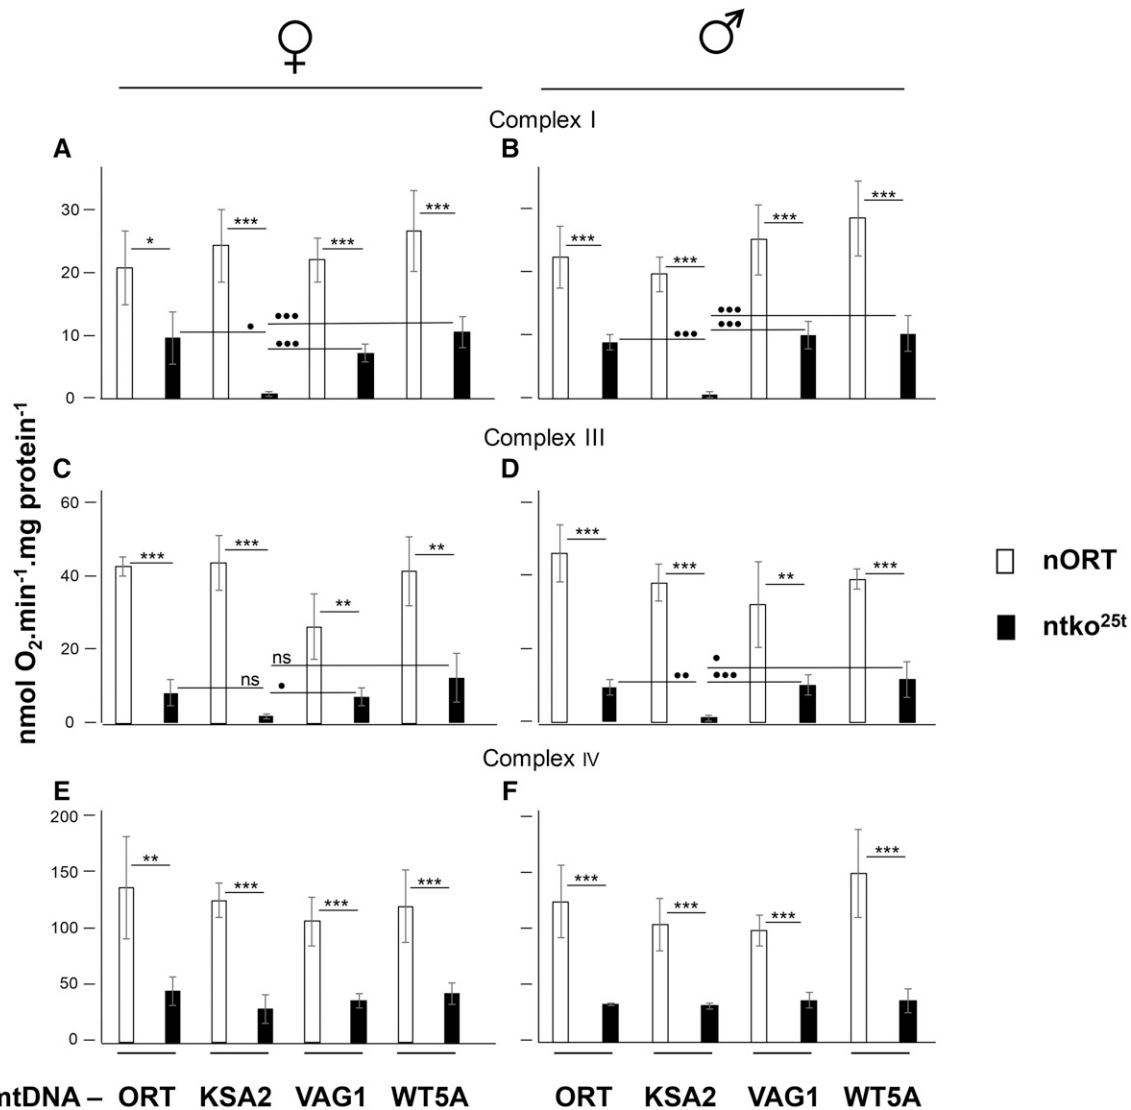 ♀ ♂
Complex I
A B
30
20
10
0
* *** *** ***
*** *** *** ***
• ••• •••
••• ••• •••
Complex III
C D
60
40
20
0
*** *** ** **
*** *** ** ***
ns ns •
•• • •••
Complex IV
E F
200
150
100
50
0
** *** *** ***
*** *** *** ***
nmol O₂.min⁻¹.mg protein⁻¹
nORT
ntko²⁵ᵗ
ntDNA – ORT KSA2 VAG1 WT5A ORT KSA2 VAG1 WT5A